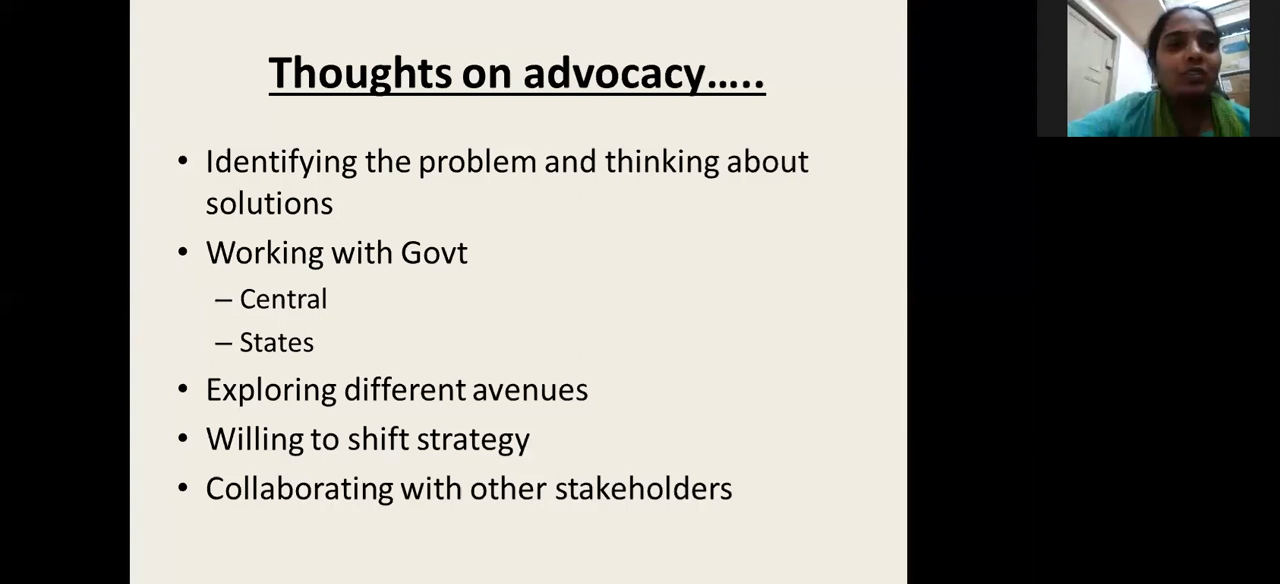 Thoughts on advocacy…..
• Identifying the problem and thinking about
solutions
• Working with Govt
– Central
– States
• Exploring different avenues
• Willing to shift strategy
• Collaborating with other stakeholders